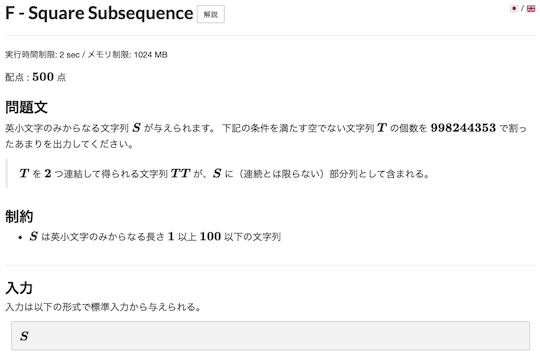 F - Square Subsequence 解説
/
実行時間制限: 2 sec / メモリ制限: 1024 MB
配点 : 500 点
問題文
英小文字のみからなる文字列 S が与えられます。 下記の条件を満たす空でない文字列 T の個数を 998244353 で割っ
たあまりを出力してください。
T を 2 つ連結して得られる文字列 TT が、S に（連続とは限らない）部分列として含まれる。
制約
• S は英小文字のみからなる長さ 1 以上 100 以下の文字列
入力
入力は以下の形式で標準入力から与えられる。
S